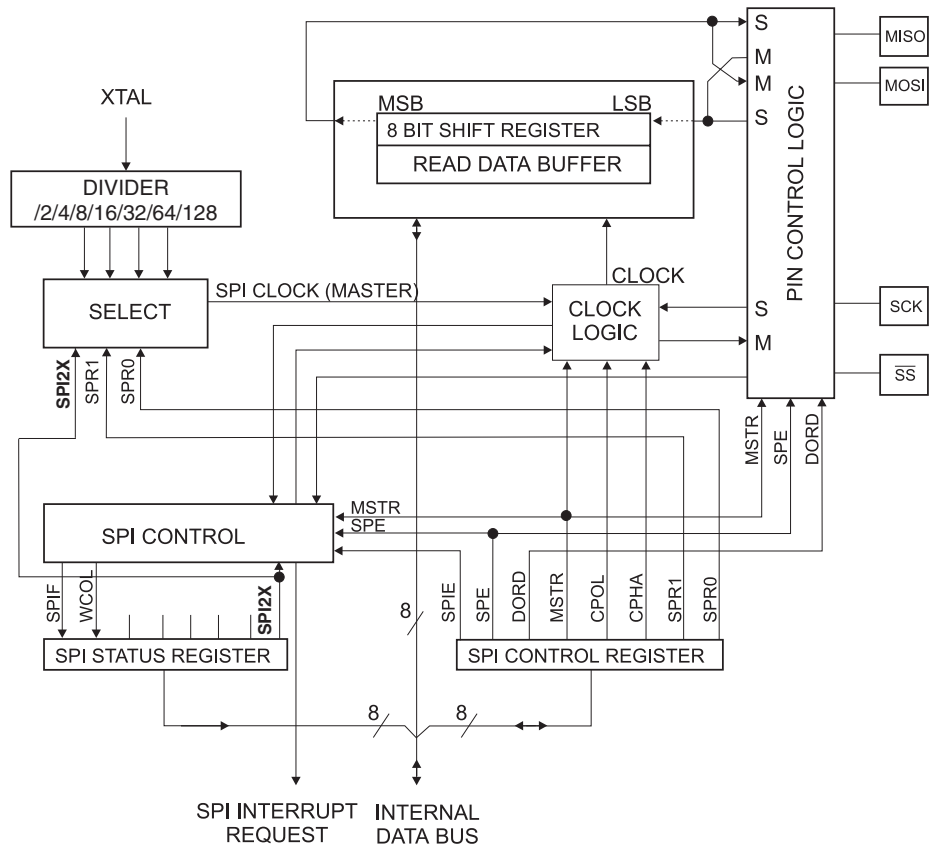 S
MISO
M
XTAL
M
MOSI
MSB
LSB
S
8 BIT SHIFT REGISTER
READ DATA BUFFER
DIVIDER
/2/4/8/16/32/64/128
PIN CONTROL LOGIC
CLOCK
SPI CLOCK (MASTER)
SELECT
CLOCK
LOGIC
S
SCK
M
SPI2X
SPR1
SPR0
SS
MSTR
SPE
DORD
MSTR
SPE
SPI CONTROL
SPIF
WCOL
SPI2X
8
SPIE
SPE
DORD
MSTR
CPOL
CPHA
SPR1
SPR0
SPI STATUS REGISTER
SPI CONTROL REGISTER
8
8
SPI INTERRUPT
REQUEST
INTERNAL
DATA BUS